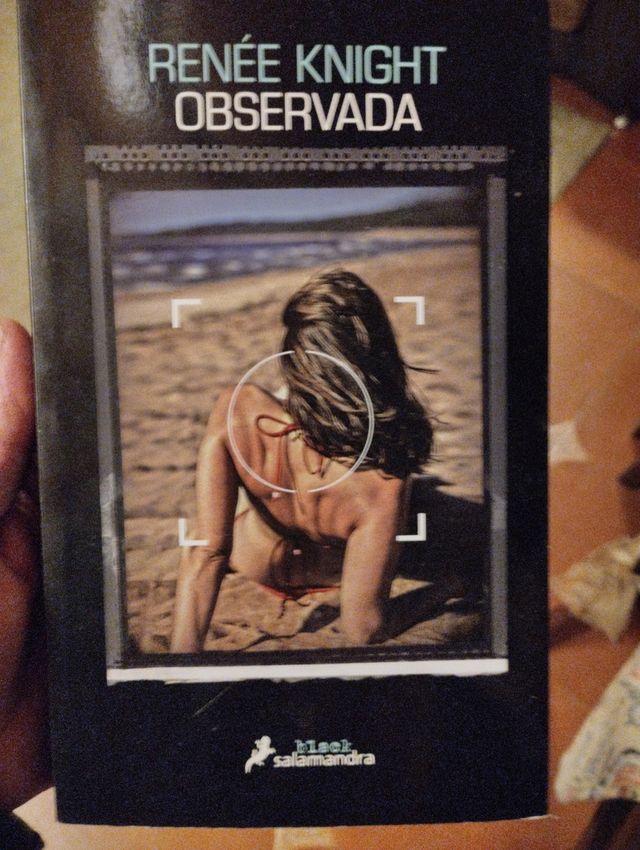 RENÉE KNIGHT
OBSERVADA
black
salamandra